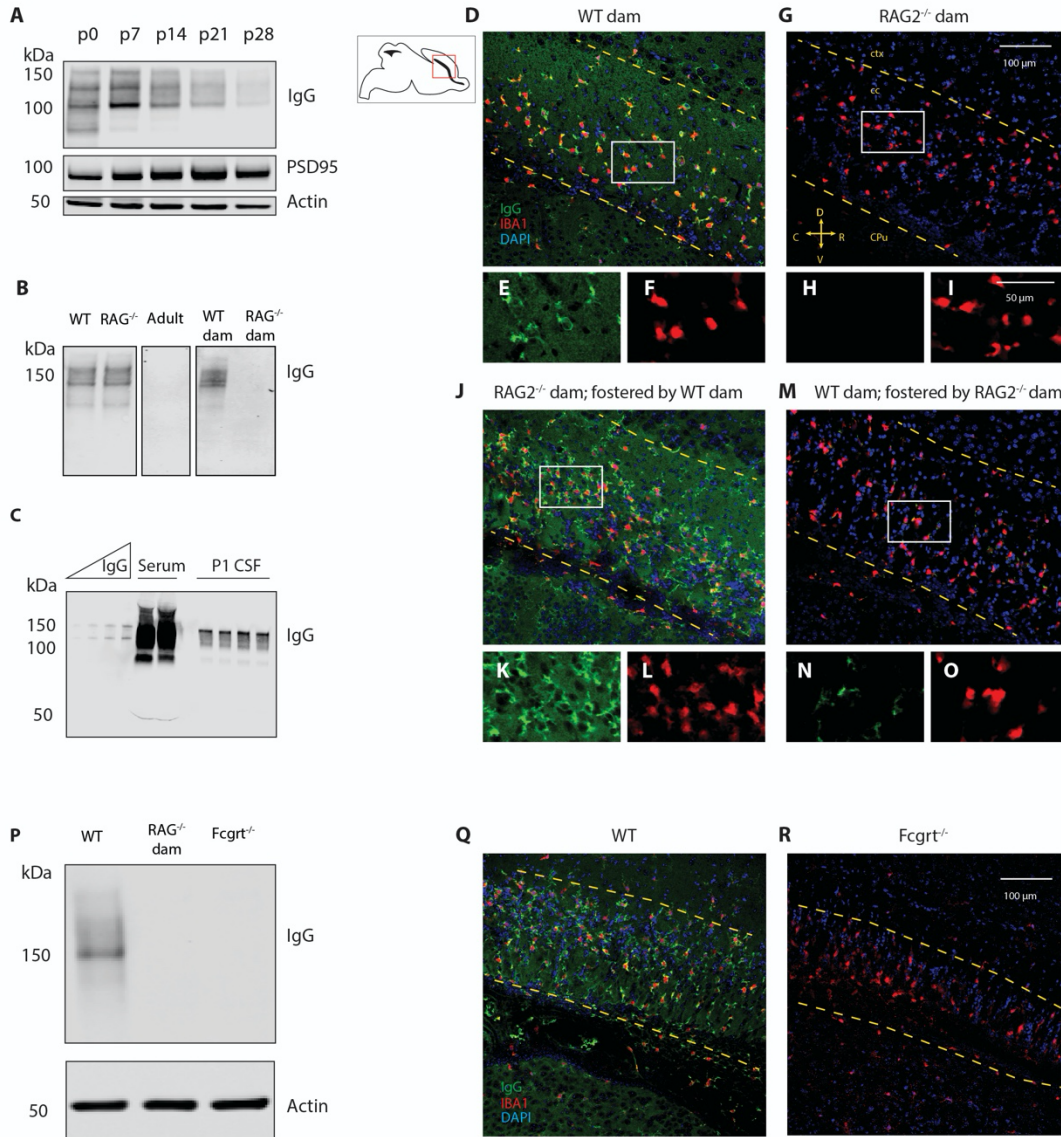 A
p0 p7 p14 p21 p28
kDa
150
100
IgG
100
PSD95
50
Actin
B
WT RAG-/- Adult WT dam RAG-/- dam
kDa
150
IgG
C
IgG Serum P1 CSF
kDa
150
100
50
IgG
D
WT dam
IgG
IBA1
DAPI
G
RAG2-/- dam
100 µm
ctx
cc
D
C R
V
CPu
E
F
H
I
50 µm
J
RAG2-/- dam; fostered by WT dam
M
WT dam; fostered by RAG2-/- dam
K
L
N
O
P
WT RAG-/- dam Fcgrt-/-
kDa
150
IgG
50
Actin
Q
WT
IgG
IBA1
DAPI
R
Fcgrt-/-
100 µm